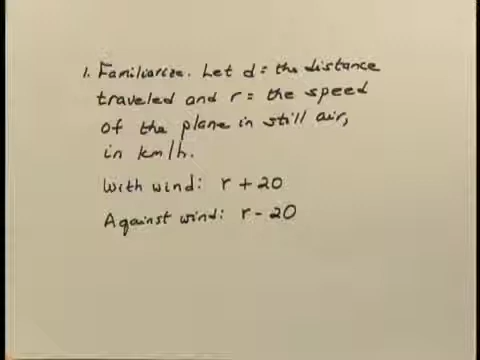 1. Familiarize. Let d = the distance
traveled and r = the speed
of the plane in still air,
in km/h.
With wind: r + 20
Against wind: r - 20